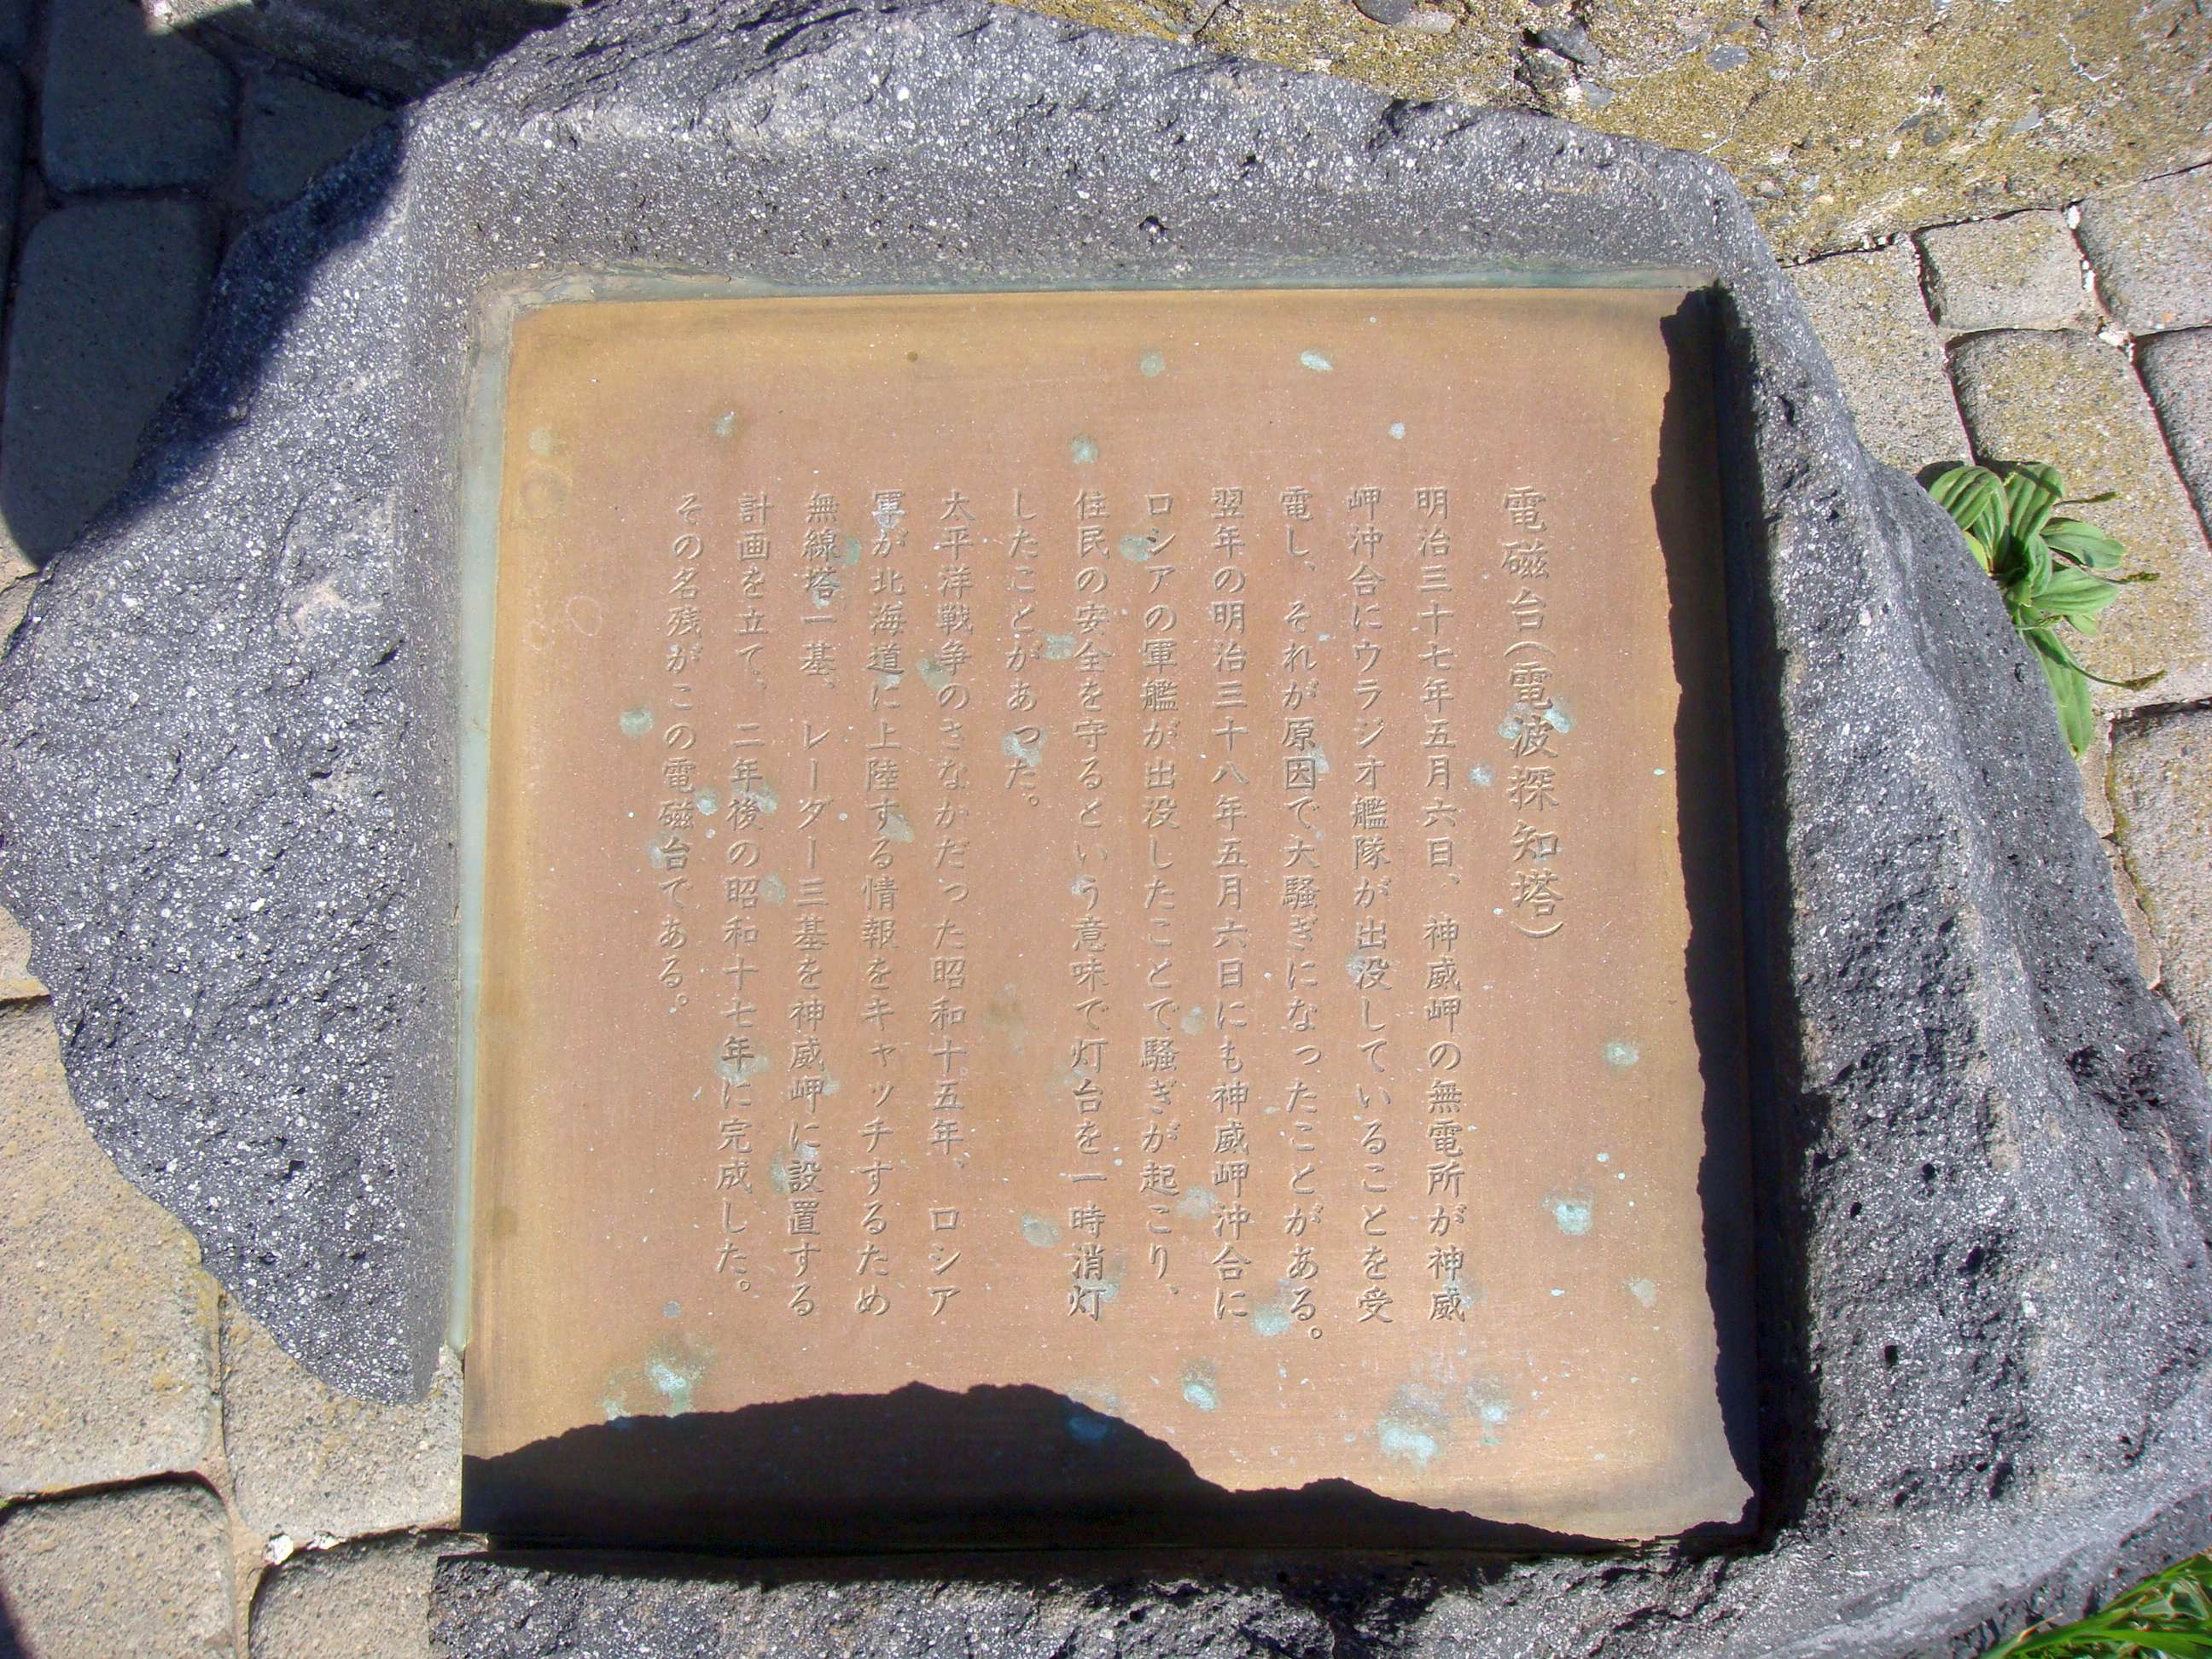 電磁台(電波探知塔)
明治三十七年五月六日、神威岬の無電所が神威
岬沖合にウラジオ艦隊が出没していることを受
電し、それが原因で大騒ぎになったことがある。
翌年の明治三十八年五月六日にも神威岬沖合に
ロシアの軍艦が出没したことで騒ぎが起こり、
住民の安全を守るという意味で灯台を一時消灯
したことがあった。
太平洋戦争のさなかだった昭和十五年、ロシア
軍が北海道に上陸する情報をキャッチするため
無線塔一基、レーダー三基を神威岬に設置する
計画を立て、二年後の昭和十七年に完成した。
その名残がこの電磁台である。